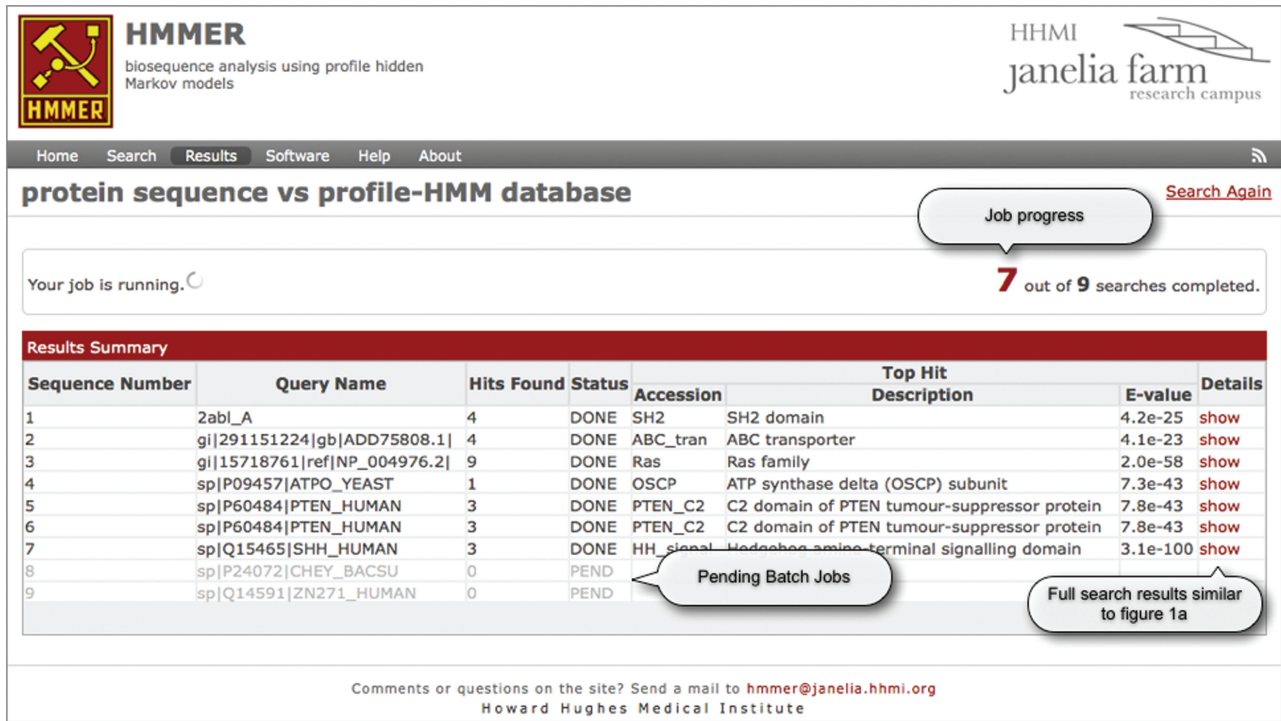 HMMER
HMMER
biosequence analysis using profile hidden
Markov models
HHMI
janelia farm
research campus
Home Search Results Software Help About
protein sequence vs profile-HMM database
Search Again
Job progress
Your job is running.
7 out of 9 searches completed.
Results Summary
Sequence Number Query Name Hits Found Status Top Hit Details
Accession Description E-value
1 2abl_A 4 DONE SH2 SH2 domain 4.2e-25 show
2 gi|291151224|gb|ADD75808.1| 4 DONE ABC_tran ABC transporter 4.1e-23 show
3 gi|15718761|ref|NP_004976.2| 9 DONE Ras Ras family 2.0e-58 show
4 sp|P09457|ATPO_YEAST 1 DONE OSCP ATP synthase delta (OSCP) subunit 7.3e-43 show
5 sp|P60484|PTEN_HUMAN 3 DONE PTEN_C2 C2 domain of PTEN tumour-suppressor protein 7.8e-43 show
6 sp|P60484|PTEN_HUMAN 3 DONE PTEN_C2 C2 domain of PTEN tumour-suppressor protein 7.8e-43 show
7 sp|Q15465|SHH_HUMAN 3 DONE HH_signal Hedgehog amino-terminal signalling domain 3.1e-100 show
8 sp|P24072|CHEY_BACSU 0 PEND
9 sp|Q14591|ZN271_HUMAN 0 PEND
Pending Batch Jobs
Full search results similar
to figure 1a
Comments or questions on the site? Send a mail to hmmer@janelia.hhmi.org
Howard Hughes Medical Institute